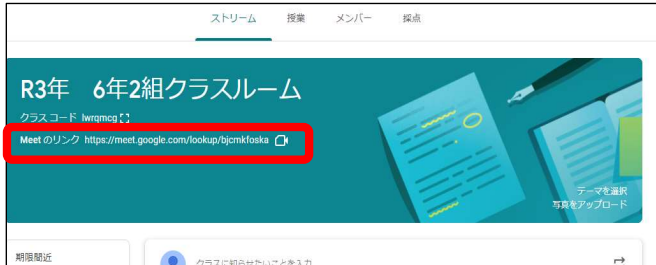 ストリーム 授業 メンバー 採点
R3年 6年2組クラスルーム
クラス コード lwrqmcg
Meet のリンク https://meet.google.com/lookup/bjcmkfoska
テーマを選択
写真をアップロード
期限間近
クラスに知らせたいことを入力